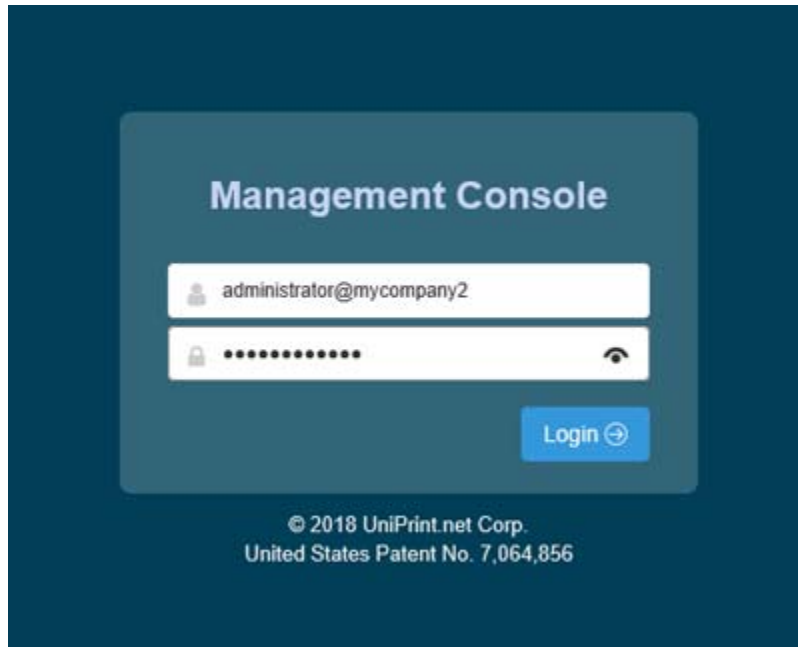 Management Console
administrator@mycompany2
••••••••••••
Login
© 2018 UniPrint.net Corp.
United States Patent No. 7,064,856